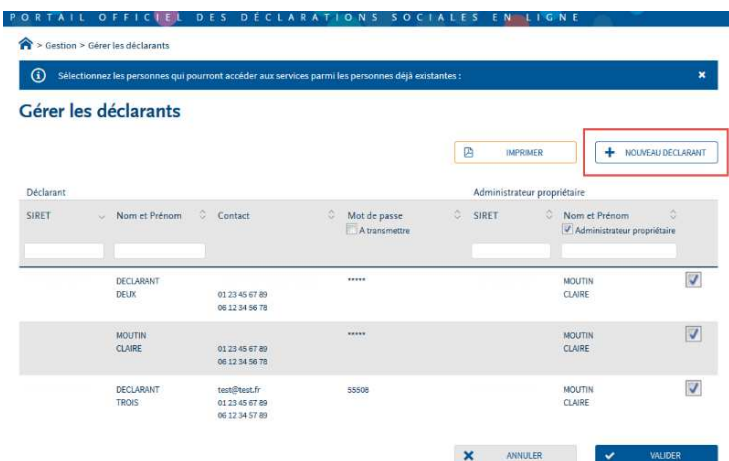 PORTAIL OFFICIEL DES DÉCLARATIONS SOCIALES EN LIGNE
> Gestion > Gérer les déclarants
Sélectionnez les personnes qui pourront accéder aux services parmi les personnes déjà existantes :
Gérer les déclarants
IMPRIMER
NOUVEAU DÉCLARANT
Déclarant Administrateur propriétaire
SIRET Nom et Prénom Contact Mot de passe SIRET Nom et Prénom
A transmettre Administrateur propriétaire
DECLARANT ***** MOUTIN
DEUX 01 23 45 67 89 CLAIRE
06 12 34 56 78
MOUTIN ***** MOUTIN
CLAIRE 01 23 45 67 89 CLAIRE
06 12 34 56 78
DECLARANT test@test.fr 55508 MOUTIN
TROIS 01 23 45 67 89 CLAIRE
06 12 34 57 89
ANNULER VALIDER